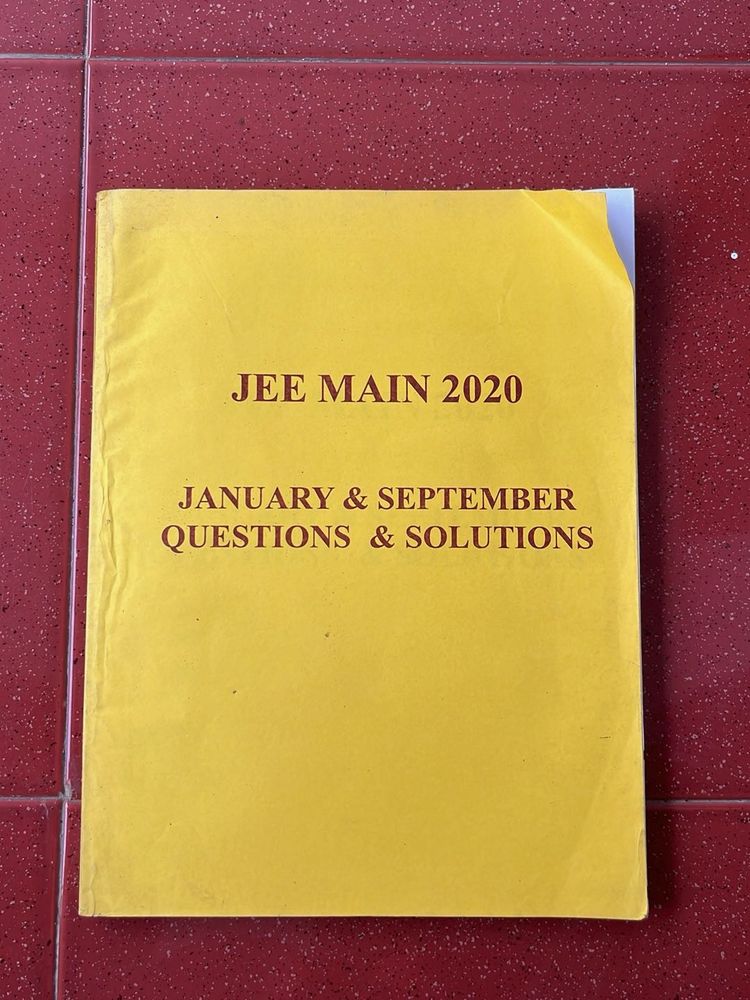 JEE MAIN 2020
JANUARY & SEPTEMBER
QUESTIONS & SOLUTIONS